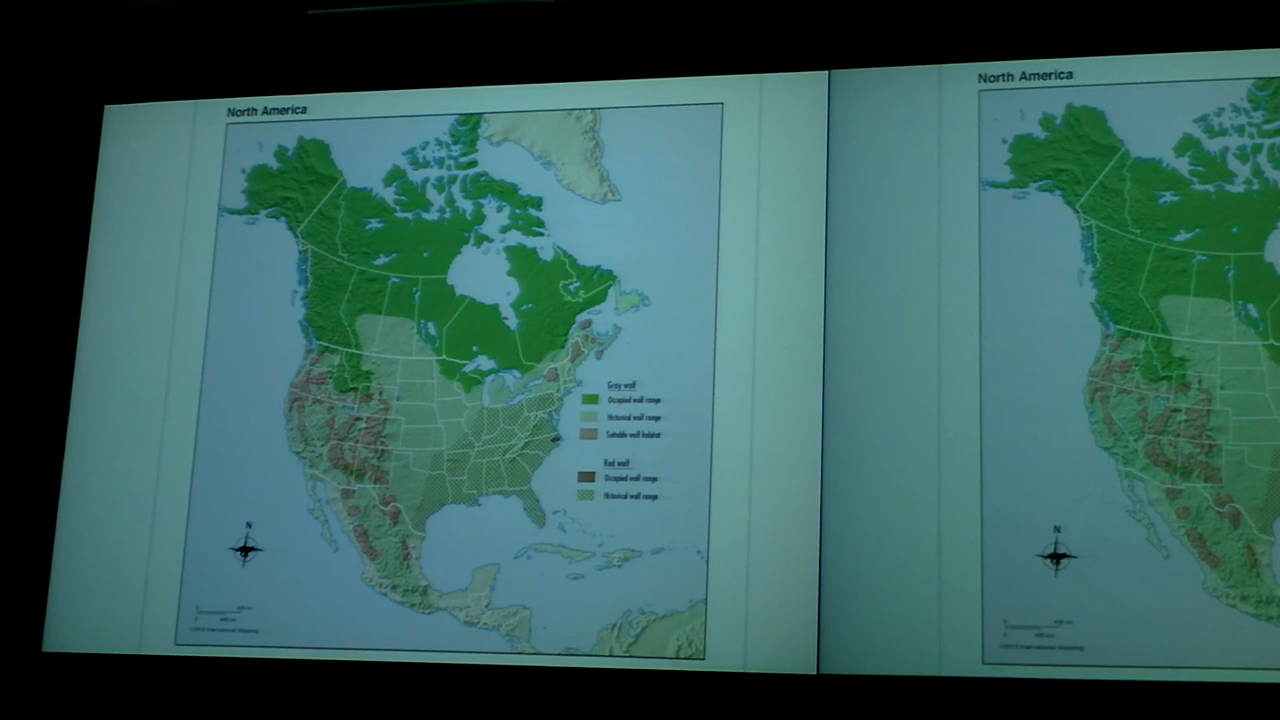 North America
Gray wolf
Occupied wolf range
Historical wolf range
Suitable wolf habitat
Red wolf
Occupied wolf range
Historical wolf range
N
North America
N